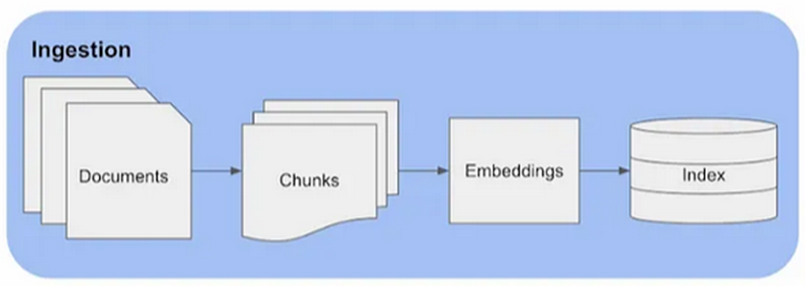 Ingestion
Documents
Chunks
Embeddings
Index